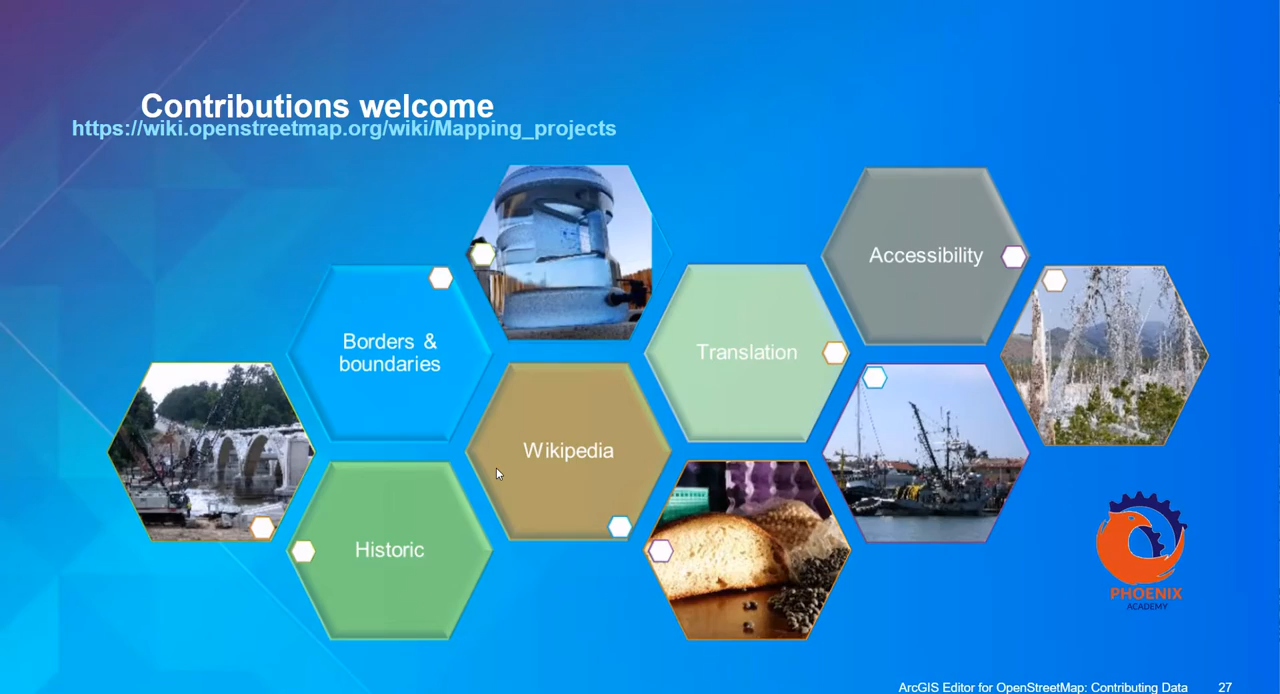 Contributions welcome
https://wiki.openstreetmap.org/wiki/Mapping_projects
Accessibility
Borders &
boundaries
Translation
Wikipedia
Historic
PHOENIX
ACADEMY
ArcGIS Editor for OpenStreetMap: Contributing Data 27